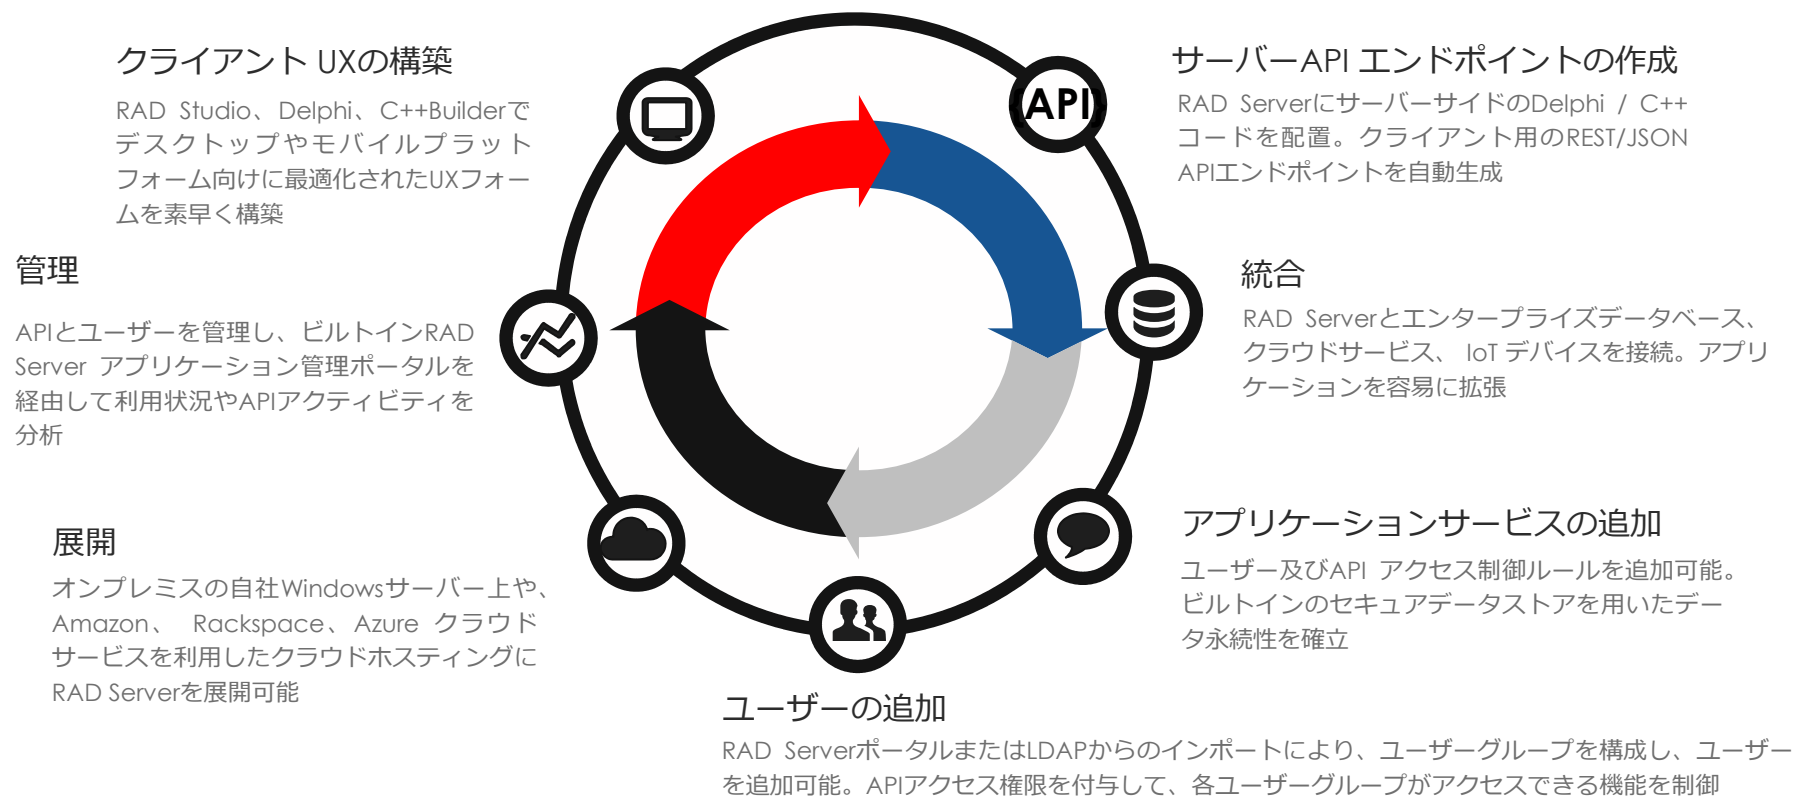 クライアント UXの構築
RAD Studio、Delphi、C++Builderで
デスクトップやモバイルプラット
フォーム向けに最適化されたUXフォー
ムを素早く構築
{API}
サーバーAPI エンドポイントの作成
RAD ServerにサーバーサイドのDelphi / C++
コードを配置。クライアント用のREST/JSON
APIエンドポイントを自動生成
管理
APIとユーザーを管理し、ビルトインRAD
Server アプリケーション管理ポータルを
経由して利用状況やAPIアクティビティを
分析
統合
RAD Serverとエンタープライズデータベース、
クラウドサービス、 IoT デバイスを接続。アプリ
ケーションを容易に拡張
展開
オンプレミスの自社Windowsサーバー上や、
Amazon、 Rackspace、Azure クラウド
サービスを利用したクラウドホスティングに
RAD Serverを展開可能
アプリケーションサービスの追加
ユーザー及びAPI アクセス制御ルールを追加可能。
ビルトインのセキュアデータストアを用いたデー
タ永続性を確立
ユーザーの追加
RAD ServerポータルまたはLDAPからのインポートにより、ユーザーグループを構成し、ユーザー
を追加可能。APIアクセス権限を付与して、各ユーザーグループがアクセスできる機能を制御